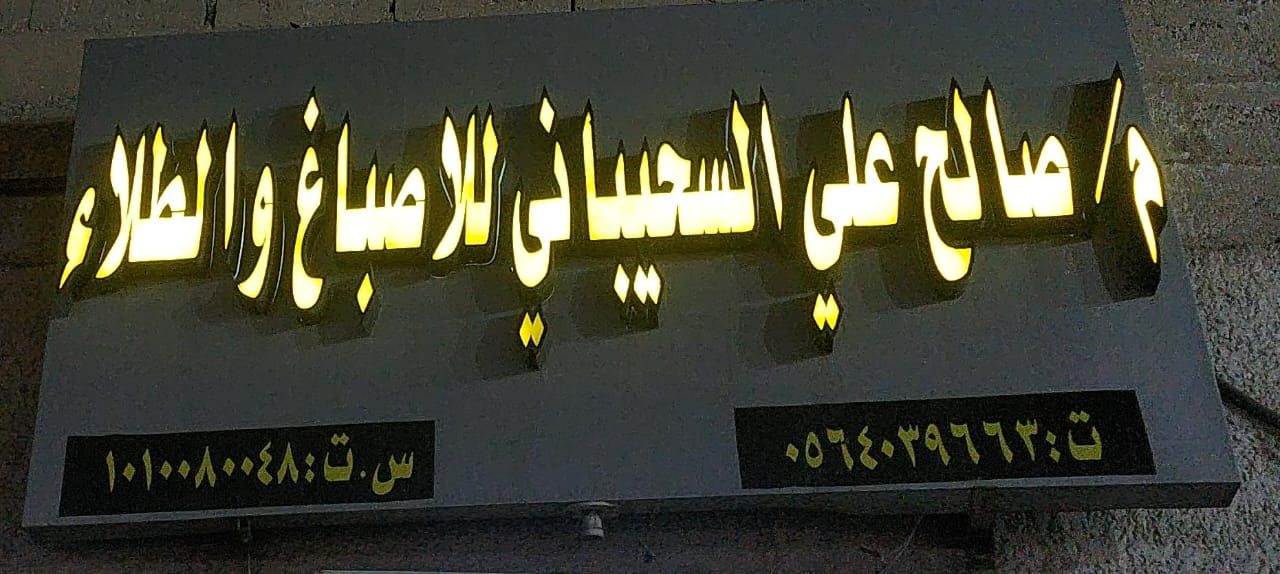 م/ صالح علي السحيباني للاصباغ والطلاء
ت:٠٥٦٤٠٣٩٦٦٣
س.ت:١٠١٠٠٨٠٠٤٨